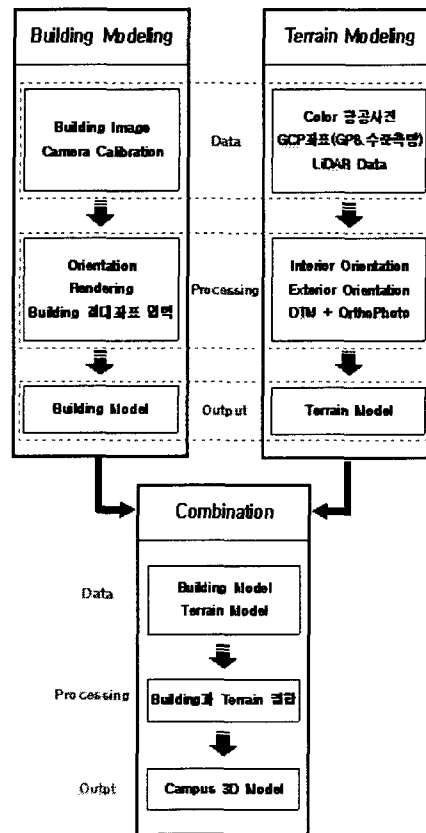 Building Modeling
Terrain Modeling
Building Image
Camera Calibration
Data
Color 항공사진
GCP좌표(GPS.수준측량)
LiDAR Data
Orientation
Rendering
Building 절대좌표 입력
Processing
Interior Orientation
Exterior Orientation
DTM + OrthoPhoto
Building Model
Output
Terrain Model
Combination
Data
Building Model
Terrain Model
Processing
Building과 Terrain 결합
Outpt
Campus 3D Model